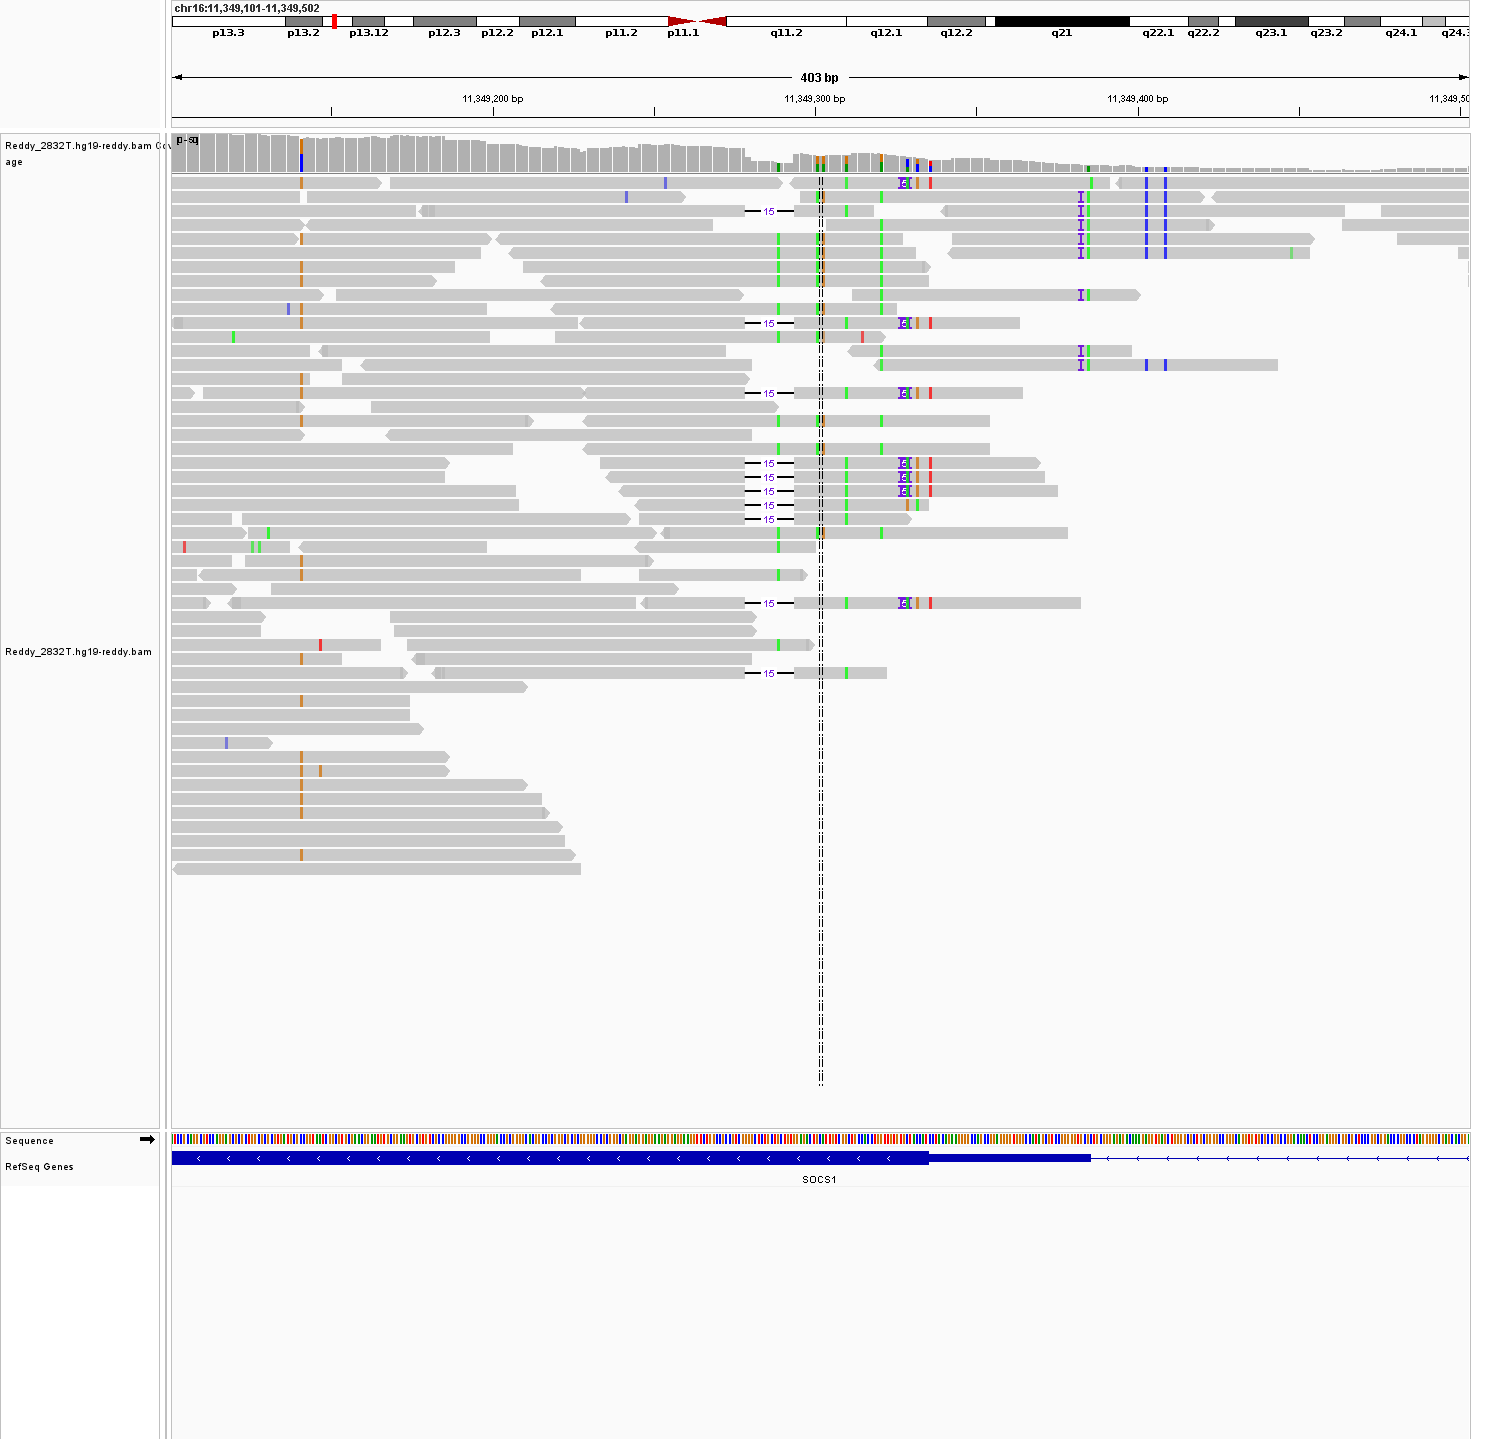 chr16:11,349,101-11,349,502
p13.3 p13.2 p13.12 p12.3 p12.2 p12.1 p11.2 p11.1 q11.2 q12.1 q12.2 q21 q22.1 q22.2 q23.1 q23.2 q24.1 q24.3
403 bp
11,349,200 bp 11,349,300 bp 11,349,400 bp 11,349,50
Reddy_2832T.hg19-reddy.bam Cov
age
15
15
15
15
15
15
15
15
15
15
Reddy_2832T.hg19-reddy.bam
Sequence
RefSeq Genes
SOCS1